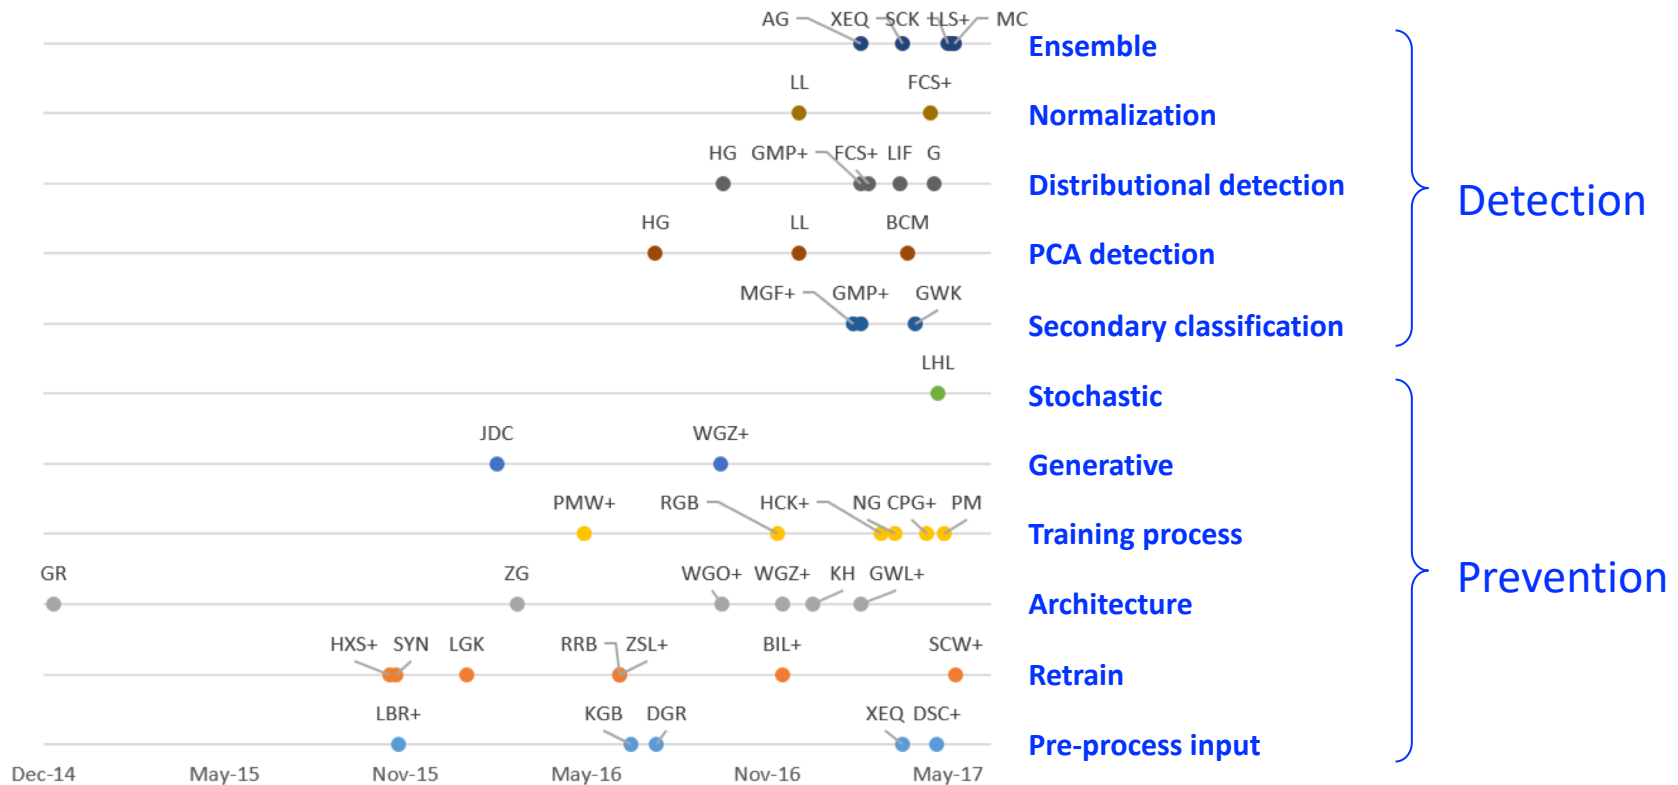 AG XEQ SCK LLS+ MC
Ensemble
LL FCS+
Normalization
HG GMP+ FCS+ LIF G
Distributional detection
Detection
HG LL BCM
PCA detection
MGF+ GMP+ GWK
Secondary classification
LHL
Stochastic
JDC WGZ+
Generative
PMW+ RGB HCK+ NG CPG+ PM
Training process
Prevention
GR ZG WGO+ WGZ+ KH GWL+
Architecture
HXS+ SYN LGK RRB ZSL+ BIL+ SCW+
Retrain
LBR+ KGB DGR XEQ DSC+
Pre-process input
Dec-14 May-15 Nov-15 May-16 Nov-16 May-17